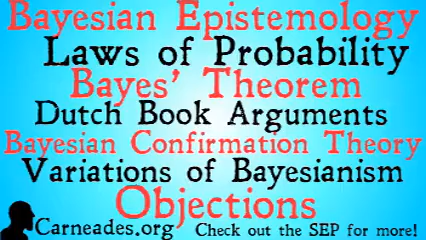 Bayesian Epistemology
Laws of Probability
Bayes' Theorem
Dutch Book Arguments
Bayesian Confirmation Theory
Variations of Bayesianism
Objections
Carneades.org Check out the SEP for more!